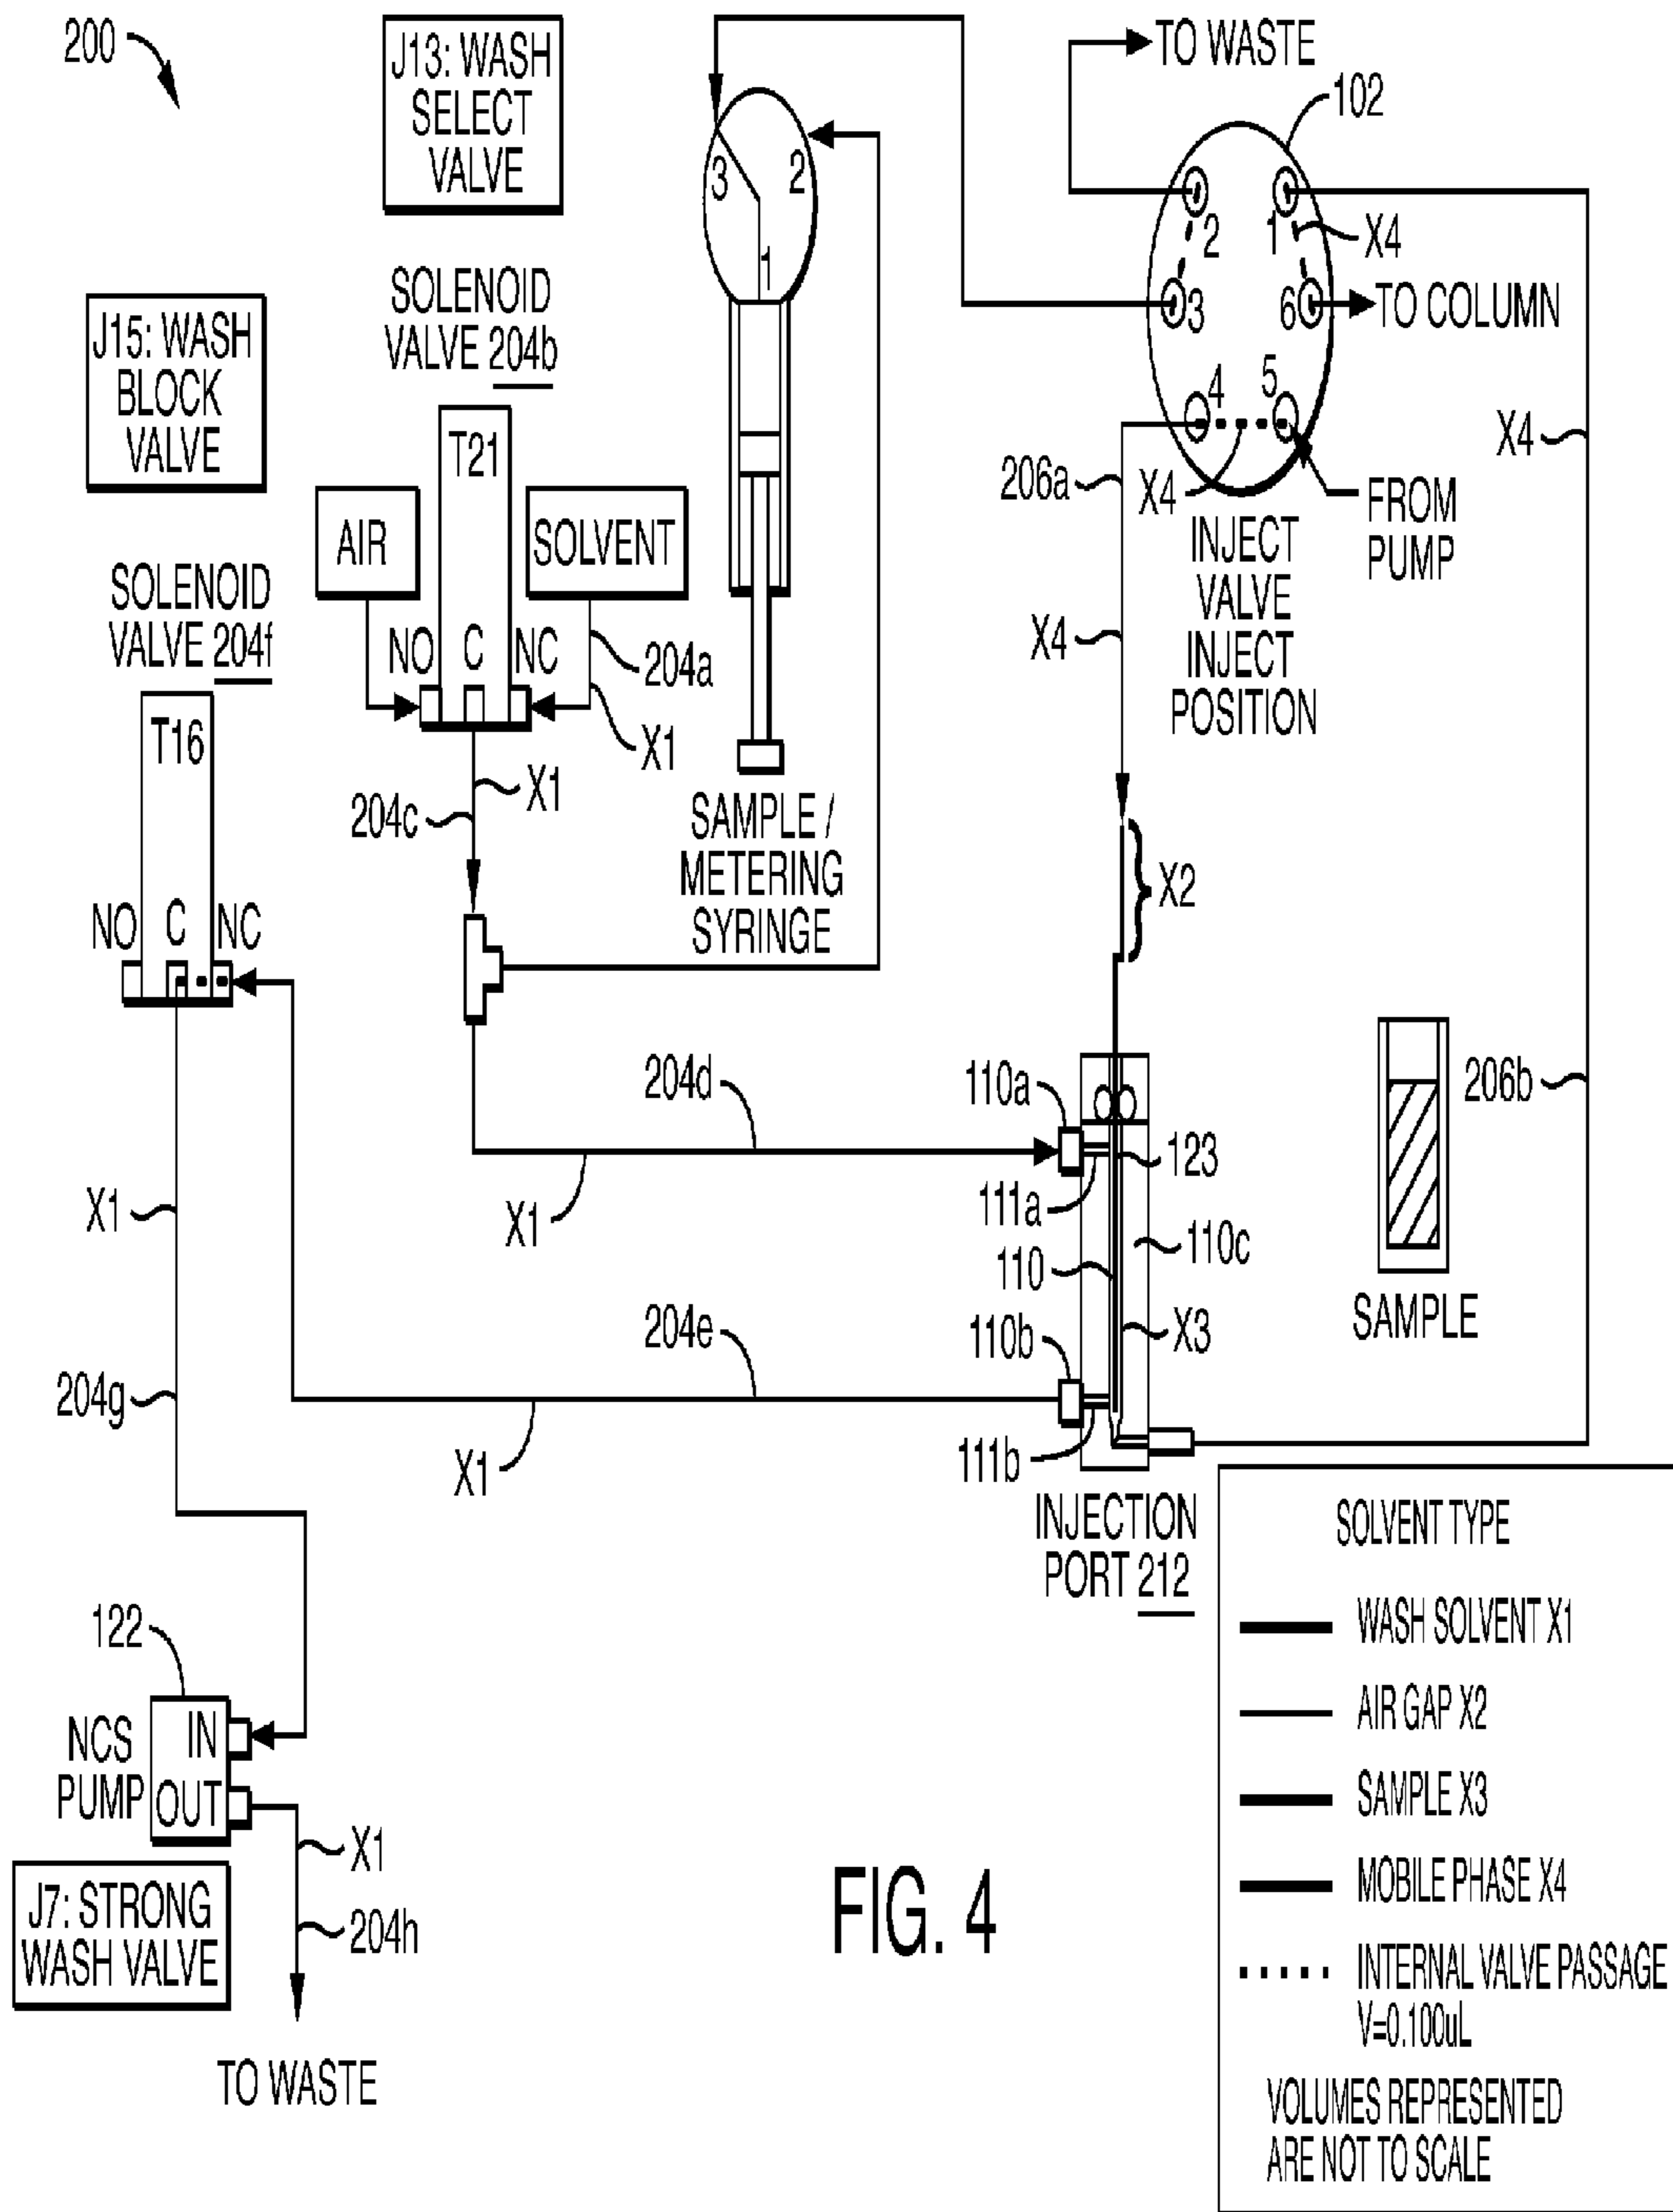 200
J13: WASH
SELECT
VALVE
TO WASTE
102
3
2
1
2
1
X4
3
6
TO COLUMN
4
5
J15: WASH
BLOCK
VALVE
SOLENOID
VALVE 204b
T21
AIR
SOLVENT
206a
X4
X4
FROM
PUMP
INJECT
VALVE
INJECT
POSITION
SOLENOID
VALVE 204f
NO
C
NC
204a
X1
X4
T16
204c
X1
SAMPLE /
METERING
SYRINGE
X2
NO
C
NC
204d
110a
206b
123
X1
X1
111a
110c
110
SAMPLE
204e
110b
X3
204g
X1
111b
INJECTION
PORT 212
122
NCS
PUMP
IN
OUT
X1
J7: STRONG
WASH VALVE
204h
TO WASTE
FIG. 4
SOLVENT TYPE
WASH SOLVENT X1
AIR GAP X2
SAMPLE X3
MOBILE PHASE X4
INTERNAL VALVE PASSAGE
V=0.100uL
VOLUMES REPRESENTED
ARE NOT TO SCALE